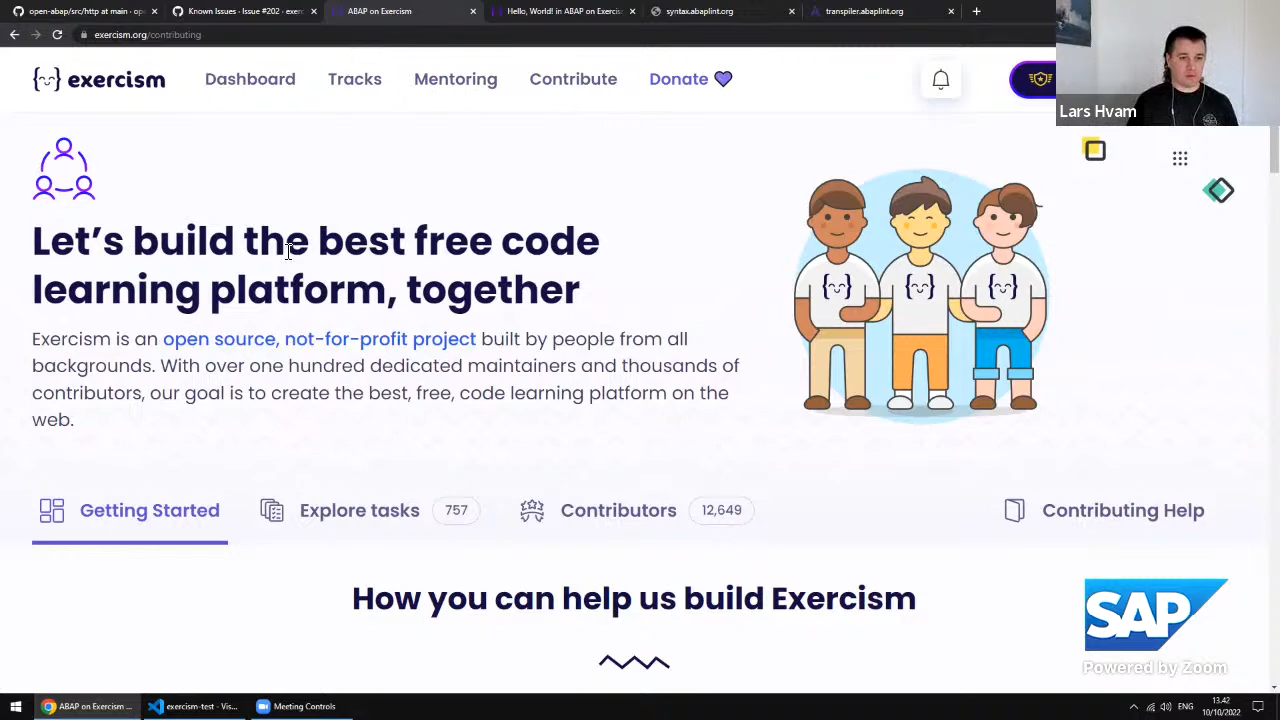 open-abap/src/http at main · ope
Known Issues · Issue #202 · exerc
ABAP on Exercism
Hello, World! in ABAP on Exercis
syntax.abaplint.org
transpiler.abaplint.org
exercism.org/contributing
exercism
Dashboard
Tracks
Mentoring
Contribute
Donate
Lars Hvam
Let's build the best free code
learning platform, together
Exercism is an open source, not-for-profit project built by people from all
backgrounds. With over one hundred dedicated maintainers and thousands of
contributors, our goal is to create the best, free, code learning platform on the
web.
Getting Started
Explore tasks 757
Contributors 12,649
Contributing Help
How you can help us build Exercism
SAP
Powered by Zoom
ABAP on Exercism ...
exercism-test - Vis...
Meeting Controls
ENG
13.42
10/10/2022